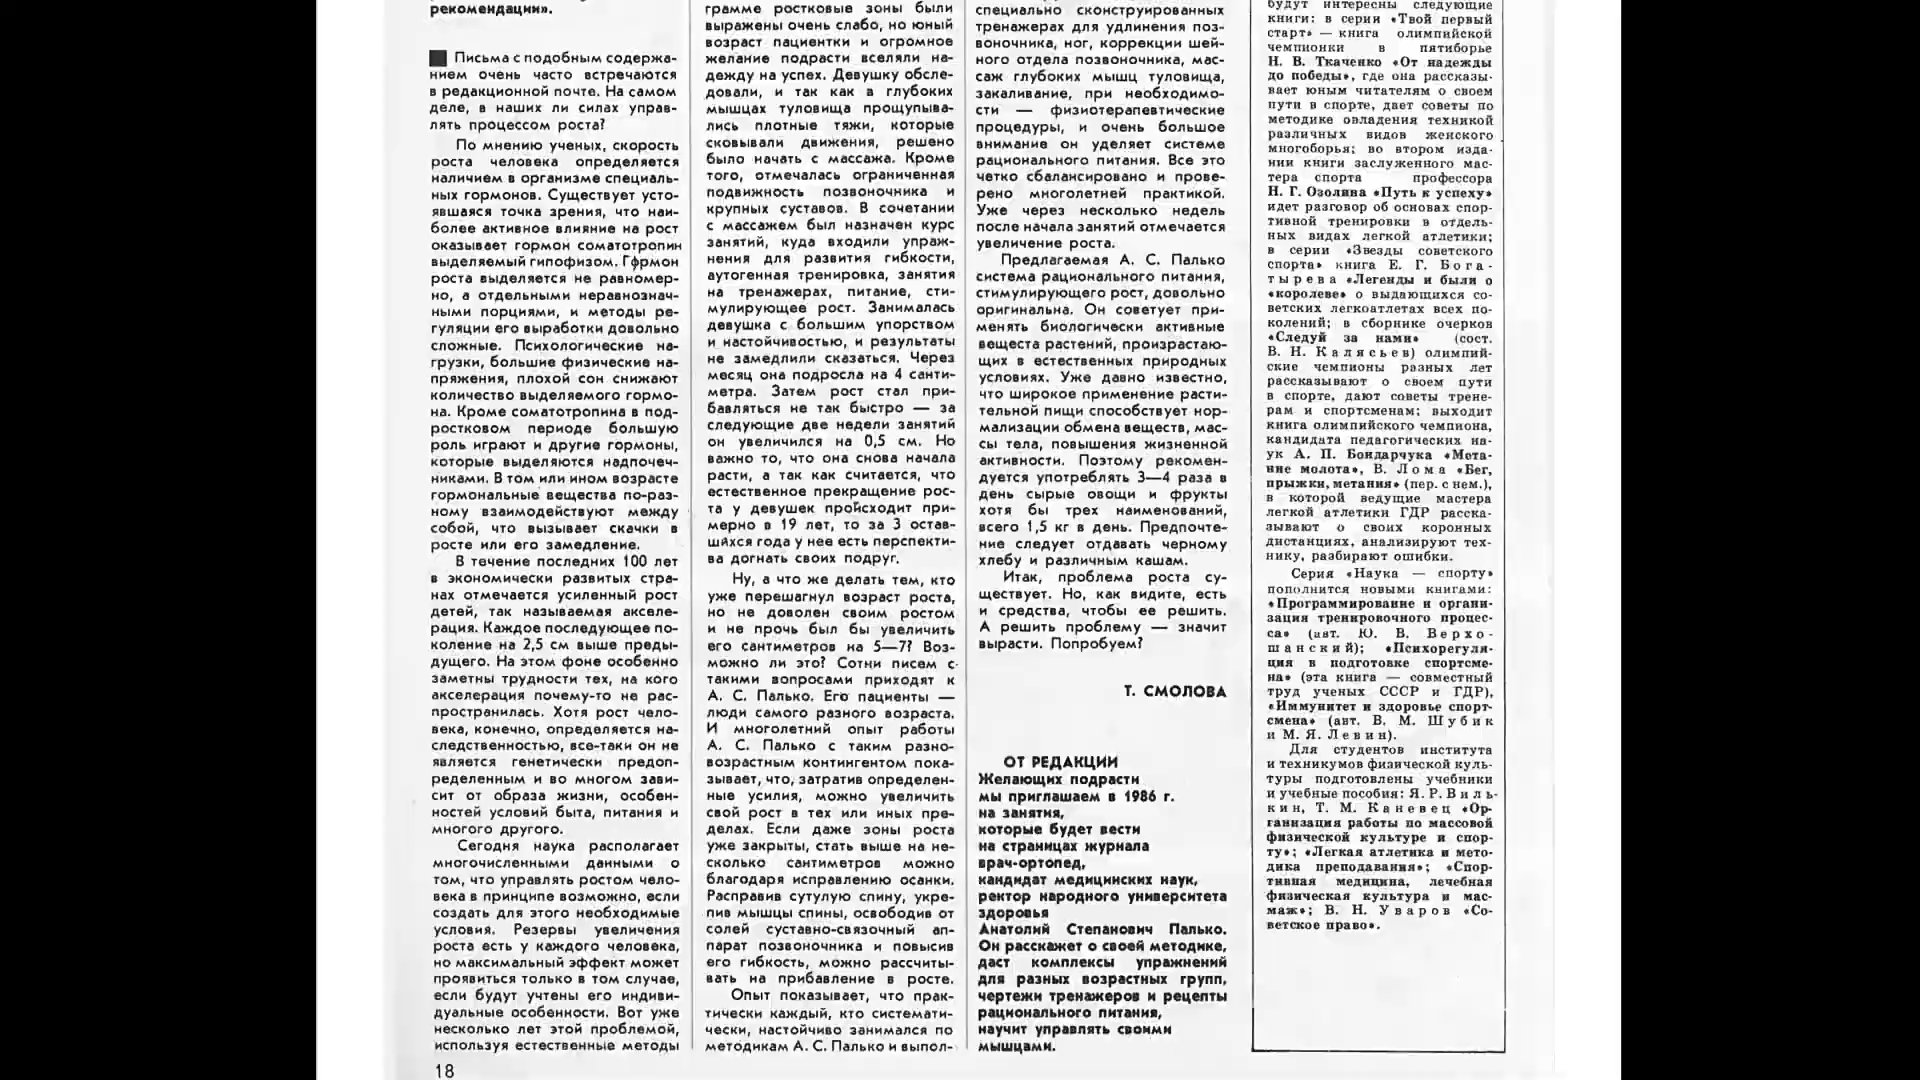 рекомендации».
■ Письма с подобным содержа-
нием очень часто встречаются
в редакционной почте. На самом
деле, в наших ли силах управ-
лять процессом роста?
По мнению ученых, скорость
роста человека определяется
наличием в организме специаль-
ных гормонов. Существует усто-
явшаяся точка зрения, что наи-
более активное влияние на рост
оказывает гормон соматотропин
выделяемый гипофизом. Гормон
роста выделяется не равномер-
но, а отдельными неравнознач-
ными порциями, и методы ре-
гуляции его выработки довольно
сложные. Психологические на-
грузки, большие физические на-
пряжения, плохой сон снижают
количество выделяемого гормо-
на. Кроме соматотропина в под-
ростковом периоде большую
роль играют и другие гормоны,
которые выделяются надпочеч-
никами. В том или ином возрасте
гормональные вещества по-раз-
ному взаимодействуют между
собой, что вызывает скачки в
росте или его замедление.
В течение последних 100 лет
в экономически развитых стра-
нах отмечается усиленный рост
детей, так называемая акселе-
рация. Каждое последующее по-
коление на 2,5 см выше преды-
дущего. На этом фоне особенно
заметны трудности тех, на кого
акселерация почему-то не рас-
пространилась. Хотя рост чело-
века, конечно, определяется на-
следственностью, все-таки он не
является генетически предоп-
ределенным и во многом зави-
сит от образа жизни, особен-
ностей условий быта, питания и
многого другого.
Сегодня наука располагает
многочисленными данными о
том, что управлять ростом чело-
века в принципе возможно, если
создать для этого необходимые
условия. Резервы увеличения
роста есть у каждого человека,
но максимальный эффект может
проявиться только в том случае,
если будут учтены его индиви-
дуальные особенности. Вот уже
несколько лет этой проблемой,
используя естественные методы
18
грамме ростковые зоны были
выражены очень слабо, но юный
возраст пациентки и огромное
желание подрасти вселяли на-
дежду на успех. Девушку обсле-
довали, и так как в глубоких
мышцах туловища прощупыва-
лись плотные тяжи, которые
сковывали движения, решено
было начать с массажа. Кроме
того, отмечалась ограниченная
подвижность позвоночника и
крупных суставов. В сочетании
с массажем был назначен курс
занятий, куда входили упраж-
нения для развития гибкости,
аутогенная тренировка, занятия
на тренажерах, питание, сти-
мулирующее рост. Занималась
девушка с большим упорством
и настойчивостью, и результаты
не замедлили сказаться. Через
месяц она подросла на 4 санти-
метра. Затем рост стал при-
бавляться не так быстро — за
следующие две недели занятий
он увеличился на 0,5 см. Но
важно то, что она снова начала
расти, а так как считается, что
естественное прекращение рос-
та у девушек происходит при-
мерно в 19 лет, то за 3 остав-
шихся года у нее есть перспекти-
ва догнать своих подруг.
Ну, а что же делать тем, кто
уже перешагнул возраст роста,
но не доволен своим ростом
и не прочь был бы увеличить
его сантиметров на 5—7? Воз-
можно ли это? Сотни писем с
такими вопросами приходят к
А. С. Палько. Его пациенты —
люди самого разного возраста.
И многолетний опыт работы
А. С. Палько с таким разно-
возрастным контингентом пока-
зывает, что, затратив определен-
ные усилия, можно увеличить
свой рост в тех или иных пре-
делах. Если даже зоны роста
уже закрыты, стать выше на не-
сколько сантиметров можно
благодаря исправлению осанки.
Расправив сутулую спину, укре-
пив мышцы спины, освободив от
солей суставно-связочный ап-
парат позвоночника и повысив
его гибкость, можно рассчиты-
вать на прибавление в росте.
Опыт показывает, что прак-
тически каждый, кто системати-
чески, настойчиво занимался по
методикам А. С. Палько и выпол-
специально сконструированных
тренажерах для удлинения поз-
воночника, ног, коррекции шей-
ного отдела позвоночника, мас-
саж глубоких мышц туловища,
закаливание, при необходимо-
сти — физиотерапевтические
процедуры, и очень большое
внимание он уделяет системе
рационального питания. Все это
четко сбалансировано и прове-
рено многолетней практикой.
Уже через несколько недель
после начала занятий отмечается
увеличение роста.
Предлагаемая А. С. Палько
система рационального питания,
стимулирующего рост, довольно
оригинальна. Он советует при-
менять биологически активные
вещества растений, произрастаю-
щих в естественных природных
условиях. Уже давно известно,
что широкое применение расти-
тельной пищи способствует нор-
мализации обмена веществ, мас-
сы тела, повышения жизненной
активности. Поэтому рекомен-
дуется употреблять 3—4 раза в
день сырые овощи и фрукты
хотя бы трех наименований,
всего 1,5 кг в день. Предпочте-
ние следует отдавать черному
хлебу и различным кашам.
Итак, проблема роста су-
ществует. Но, как видите, есть
и средства, чтобы ее решить.
А решить проблему — значит
вырасти. Попробуем?
Т. СМОЛОВА
ОТ РЕДАКЦИИ
Желающих подрасти
мы приглашаем в 1986 г.
на занятия,
которые будет вести
на страницах журнала
врач-ортопед,
кандидат медицинских наук,
ректор народного университета
здоровья
Анатолий Степанович Палько.
Он расскажет о своей методике,
даст комплексы упражнений
для разных возрастных групп,
чертежи тренажеров и рецепты
рационального питания,
научит управлять своими
мышцами.
будут интересны следующие
книги: в серии «Твой первый
старт» — книга олимпийской
чемпионки в пятиборье
Н. В. Ткаченко «От надежды
до победы», где она рассказы-
вает юным читателям о своем
пути в спорте, дает советы по
методике овладения техникой
различных видов женского
многоборья; во втором изда-
нии книги заслуженного мас-
тера спорта профессора
Н. Г. Озолина «Путь к успеху»
идет разговор об основах спор-
тивной тренировки в отдель-
ных видах легкой атлетики;
в серии «Звезды советского
спорта» книга Е. Г. Бога-
тырева «Легенды и были о
«королеве» о выдающихся со-
ветских легкоатлетах всех по-
колений; в сборнике очерков
«Следуй за нами» (сост.
В. Н. Калясьев) олимпий-
ские чемпионы разных лет
рассказывают о своем пути
в спорте, дают советы трене-
рам и спортсменам; выходит
книга олимпийского чемпиона,
кандидата педагогических на-
ук А. П. Бондарчука «Мета-
ние молота», В. Лома «Бег,
прыжки, метания» (пер. с нем.),
в которой ведущие мастера
легкой атлетики ГДР расска-
зывают о своих коронных
дистанциях, анализируют тех-
нику, разбирают ошибки.
Серия «Наука — спорту»
пополнится новыми книгами:
«Программирование и органи-
зация тренировочного процес-
са» (авт. Ю. В. Верхо-
шанский); «Психорегуля-
ция в подготовке спортсме-
на» (эта книга — совместный
труд ученых СССР и ГДР),
«Иммунитет и здоровье спорт-
смена» (авт. В. М. Шубик
и М. Я. Левин).
Для студентов института
и техникумов физической куль-
туры подготовлены учебники
и учебные пособия: Я. Р. Виль-
кин, Т. М. Каневец «Ор-
ганизация работы по массовой
физической культуре и спор-
ту»; «Легкая атлетика и мето-
дика преподавания»; «Спор-
тивная медицина, лечебная
физическая культура и мас-
маж»; В. Н. Уваров «Со-
ветское право».